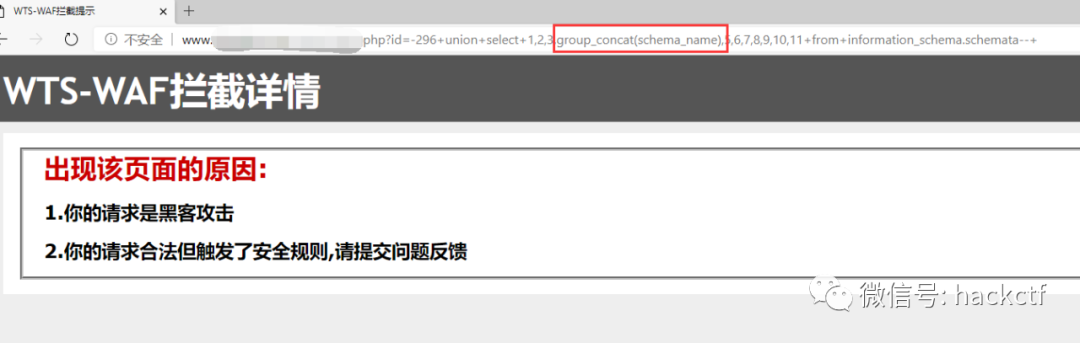 WTS-WAF拦截提示
不安全 www. php?id=-296+union+select+1,2,3,group_concat(schema_name),5,6,7,8,9,10,11+from+information_schema.schemata--+
WTS-WAF拦截详情
出现该页面的原因:
1.你的请求是黑客攻击
2.你的请求合法但触发了安全规则,请提交问题反馈
微信号: hackctf